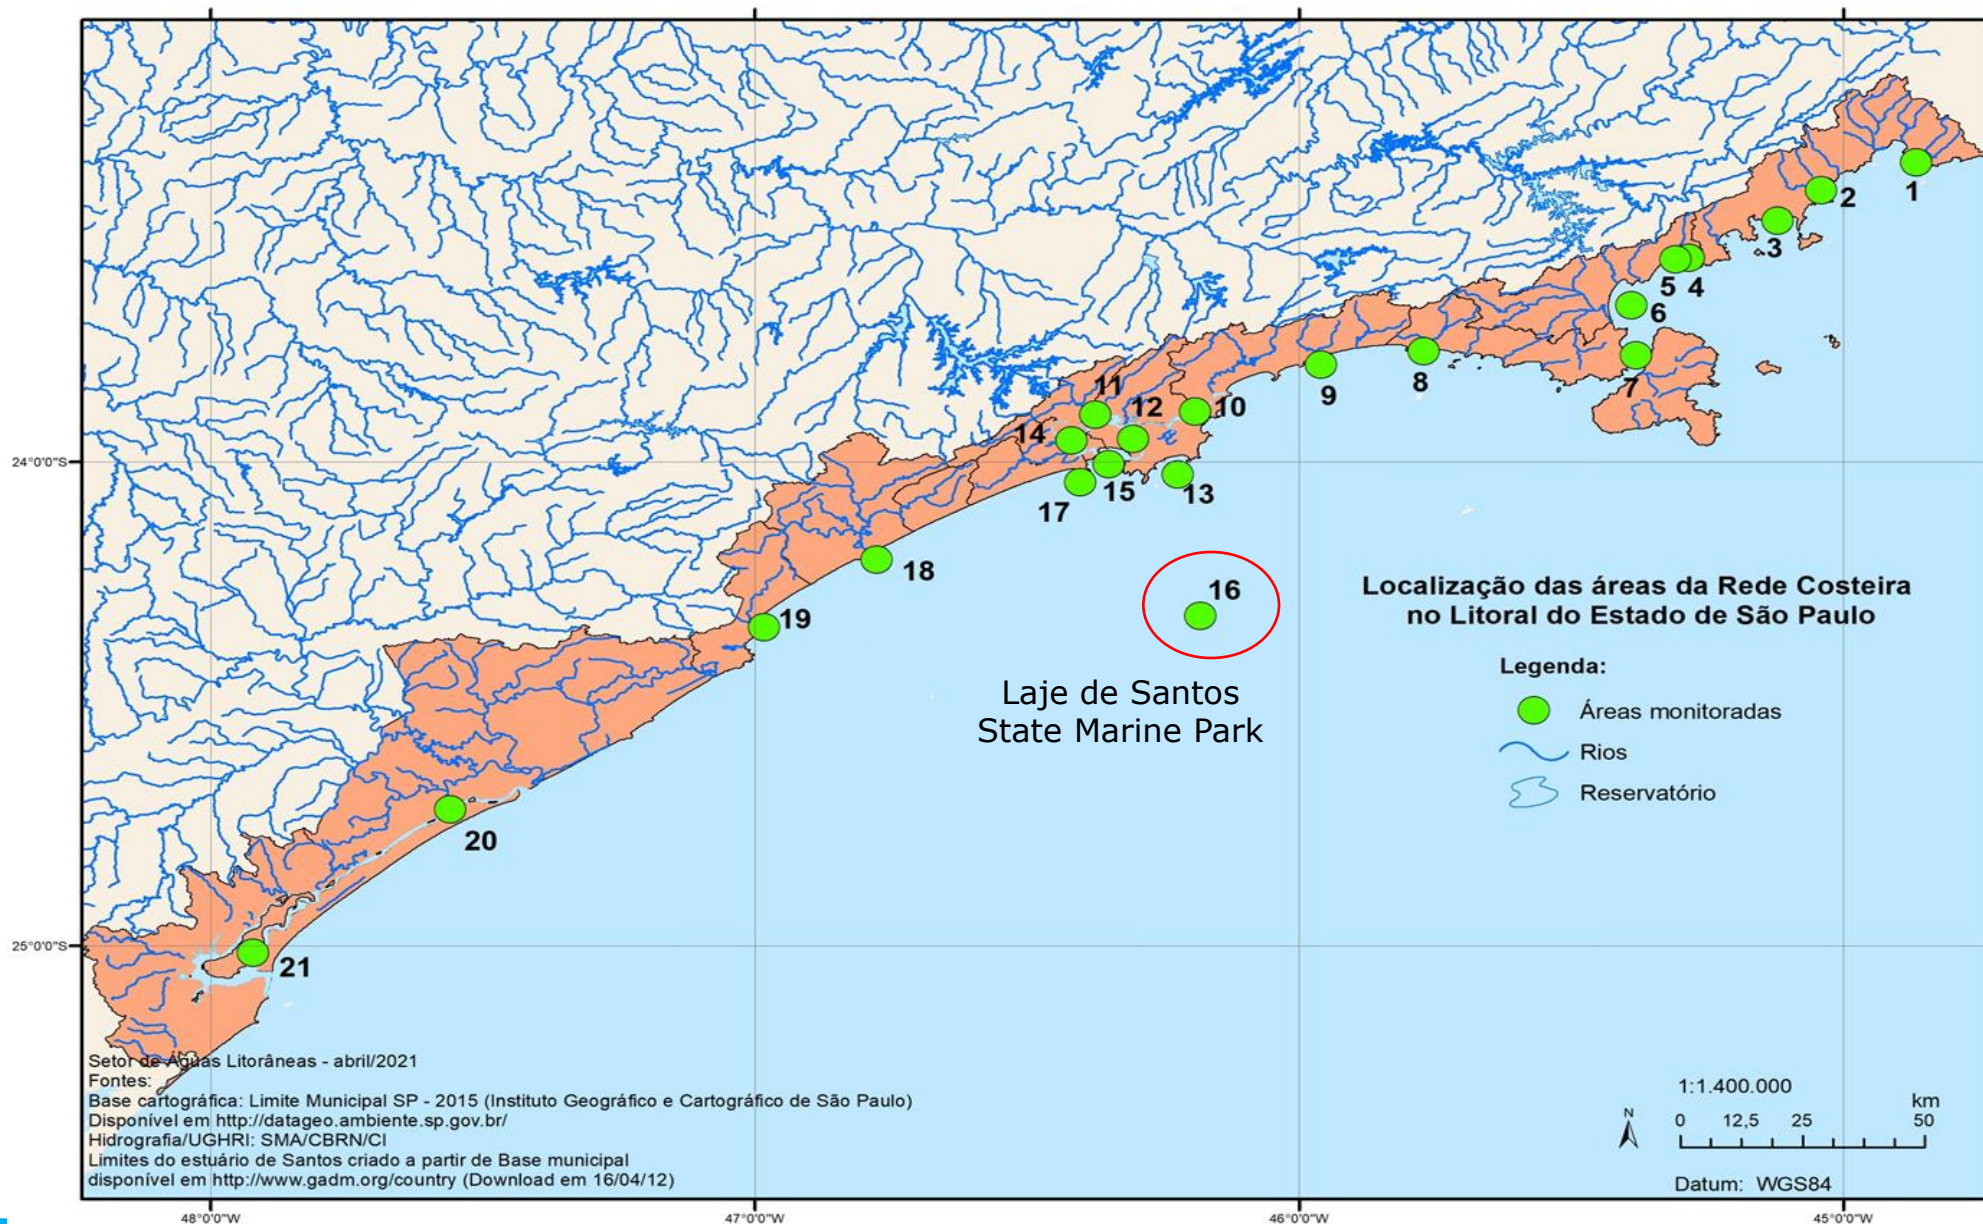 1
2
3
5 4
6
7
8
9
10
11
12
14
24°0'0"S
13
15
17
18
16
19
Localização das áreas da Rede Costeira
no Litoral do Estado de São Paulo
Laje de Santos
State Marine Park
Legenda:
Áreas monitoradas
Rios
Reservatório
20
25°0'0"S
21
Setor de Águas Litorâneas - abril/2021
Fontes:
Base cartográfica: Limite Municipal SP - 2015 (Instituto Geográfico e Cartográfico de São Paulo)
Disponível em http://datageo.ambiente.sp.gov.br/
Hidrografia/UGHRI: SMA/CBRN/CI
Limites do estuário de Santos criado a partir de Base municipal
disponível em http://www.gadm.org/country (Download em 16/04/12)
1:1.400.000
N
km
0 12,5 25 50
Datum: WGS84
48°0'0"W 47°0'0"W 46°0'0"W 45°0'0"W